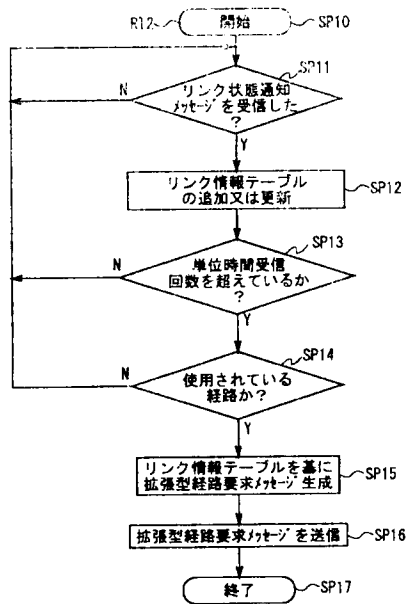 RT2
開始
SP10
SP11
リンク状態通知
メッセージを受信した
?
N
Y
リンク情報テーブル
の追加又は更新
SP12
SP13
単位時間受信
回数を超えているか
?
N
Y
SP14
使用されている
経路か?
N
Y
リンク情報テーブルを基に
拡張型経路要求メッセージ生成
SP15
拡張型経路要求メッセージを送信
SP16
終了
SP17